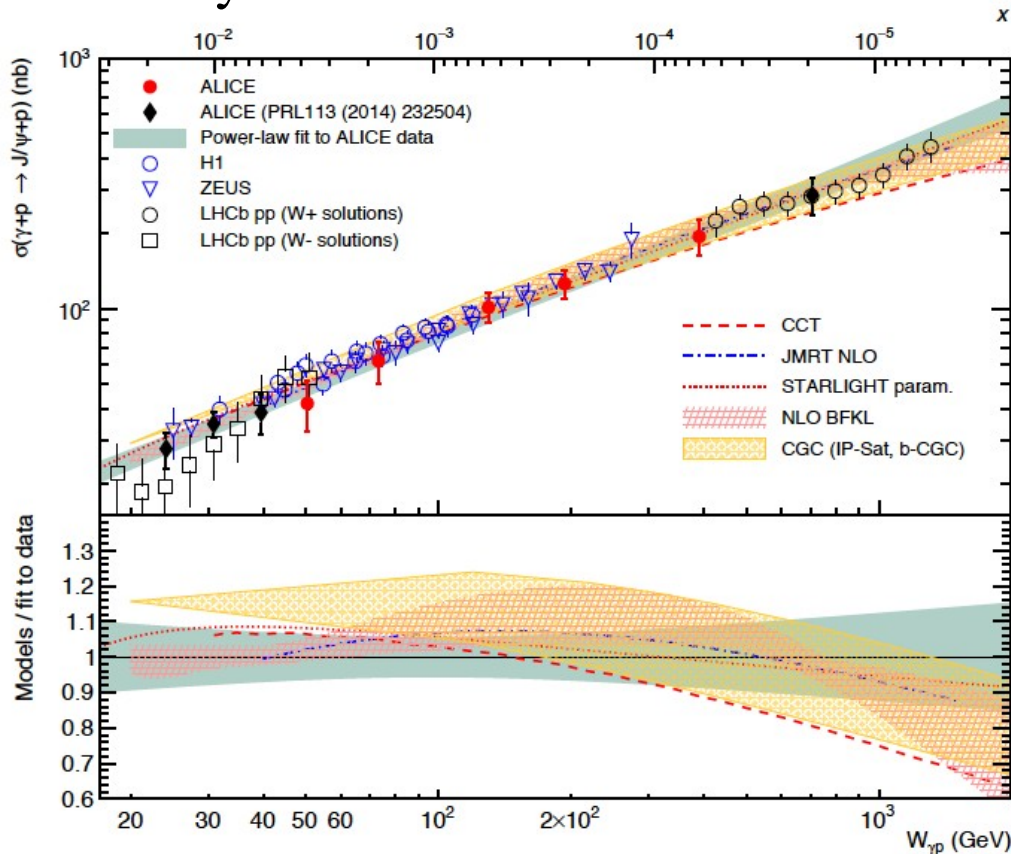 x
10⁻² 10⁻³ 10⁻⁴ 10⁻⁵
σ(γ+p → J/ψ+p) (nb)
10³
10²
ALICE
ALICE (PRL113 (2014) 232504)
Power-law fit to ALICE data
H1
ZEUS
LHCb pp (W+ solutions)
LHCb pp (W- solutions)
CCT
JMRT NLO
STARLIGHT param.
NLO BFKL
CGC (IP-Sat, b-CGC)
Models / fit to data
1.3
1.2
1.1
1
0.9
0.8
0.7
0.6
20 30 40 50 60 10² 2×10² 10³
Wγp (GeV)